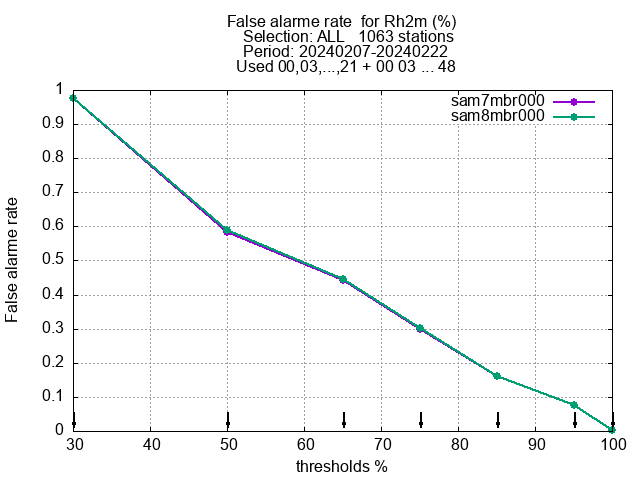 False alarme rate  for Rh2m (%)
Selection: ALL   1063 stations
Period: 20240207-20240222
Used 00,03,...,21 + 00 03 ... 48
sam7mbr000
sam8mbr000
False alarme rate
1
0.9
0.8
0.7
0.6
0.5
0.4
0.3
0.2
0.1
0
30 40 50 60 70 80 90 100
thresholds %